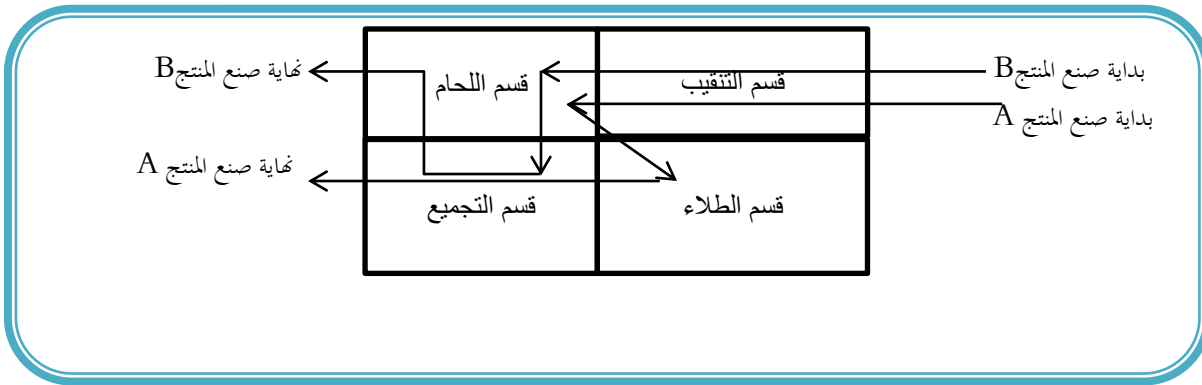 بداية صنع المنتجB
بداية صنع المنتج A
قسم التنقيب
قسم اللحام
نهاية صنع المنتجB
نهاية صنع المنتج A
قسم الطلاء
قسم التجميع